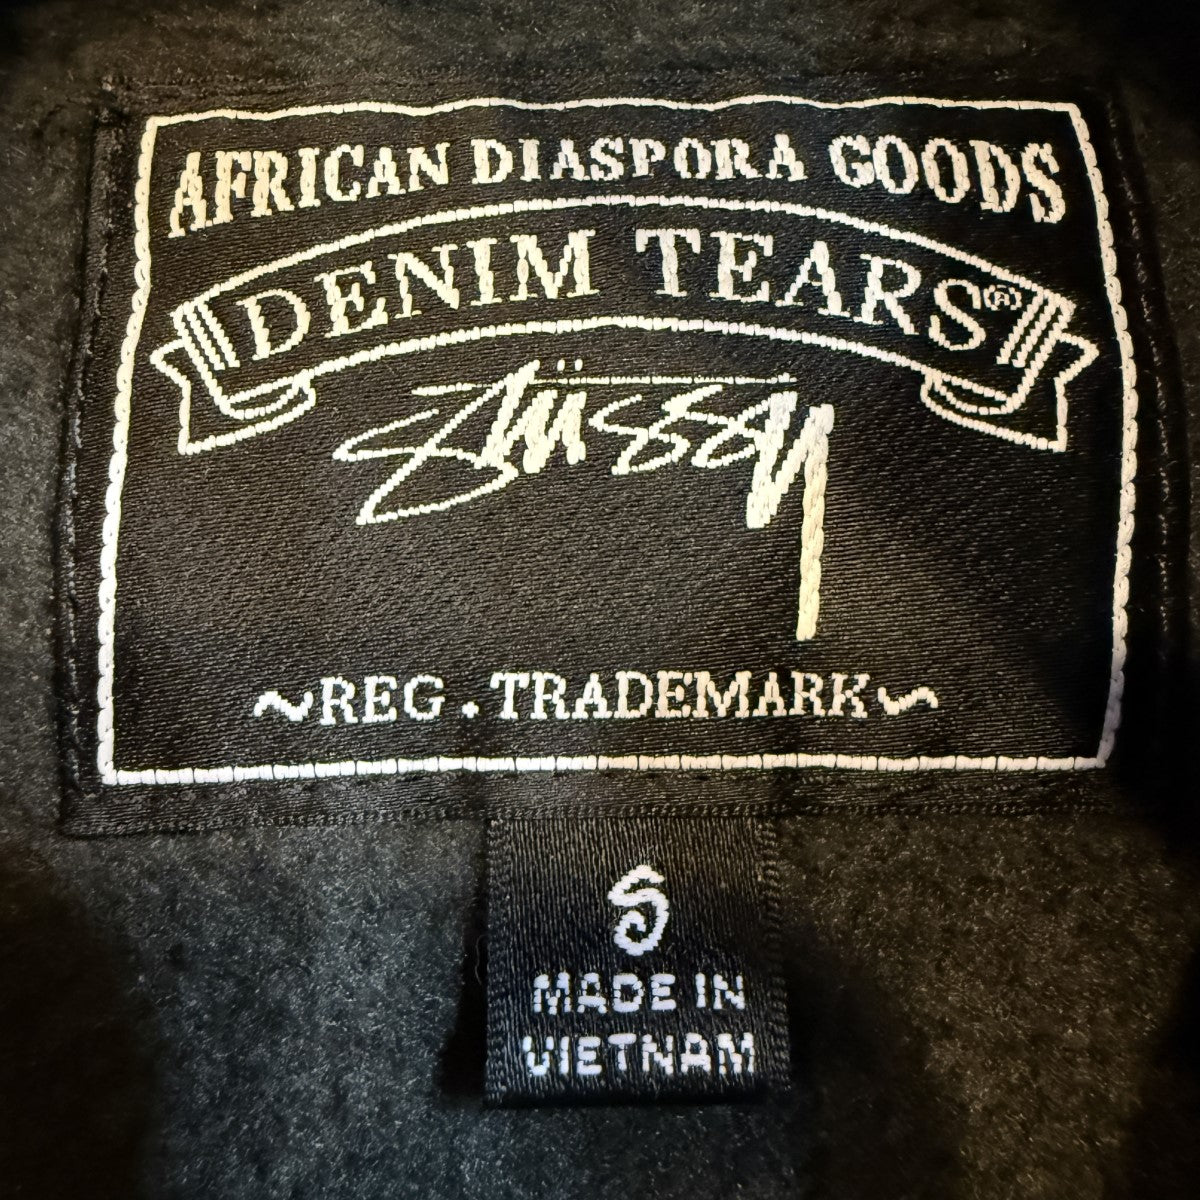 AFRICAN DIASPORA GOODS
DENIM TEARS®
Stüssy
~REG. TRADEMARK~
S
MADE IN
VIETNAM